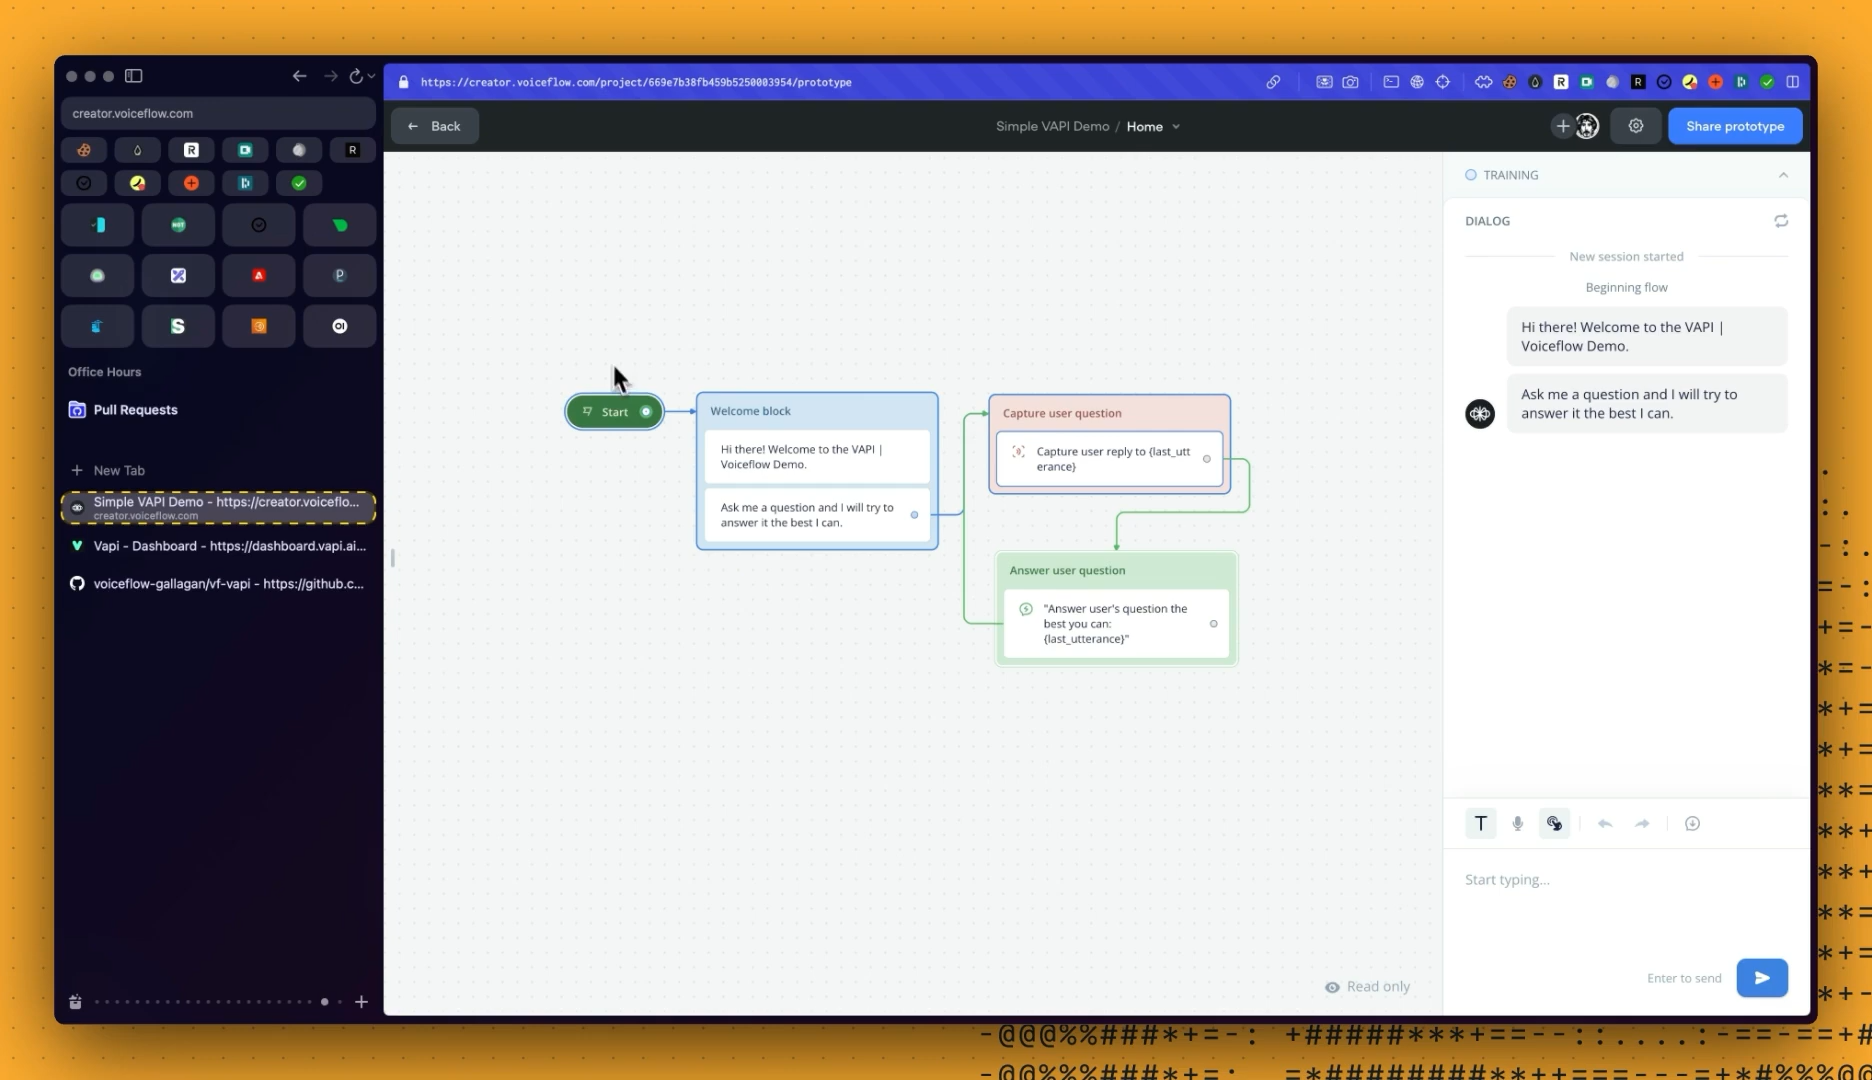 https://creator.voiceflow.com/project/669e7b38fb459b5250003954/prototype
creator.voiceflow.com
Back
Simple VAPI Demo / Home
Share prototype
Office Hours
Pull Requests
New Tab
Simple VAPI Demo - https://creator.voiceflo...
creator.voiceflow.com
Vapi - Dashboard - https://dashboard.vapi.ai...
voiceflow-gallagan/vf-vapi - https://github.c...
Start
Welcome block
Hi there! Welcome to the VAPI |
Voiceflow Demo.
Ask me a question and I will try to
answer it the best I can.
Capture user question
Capture user reply to {last_utt
erance}
Answer user question
"Answer user's question the
best you can:
{last_utterance}"
Read only
TRAINING
DIALOG
New session started
Beginning flow
Hi there! Welcome to the VAPI |
Voiceflow Demo.
Ask me a question and I will try to
answer it the best I can.
T
Start typing...
Enter to send